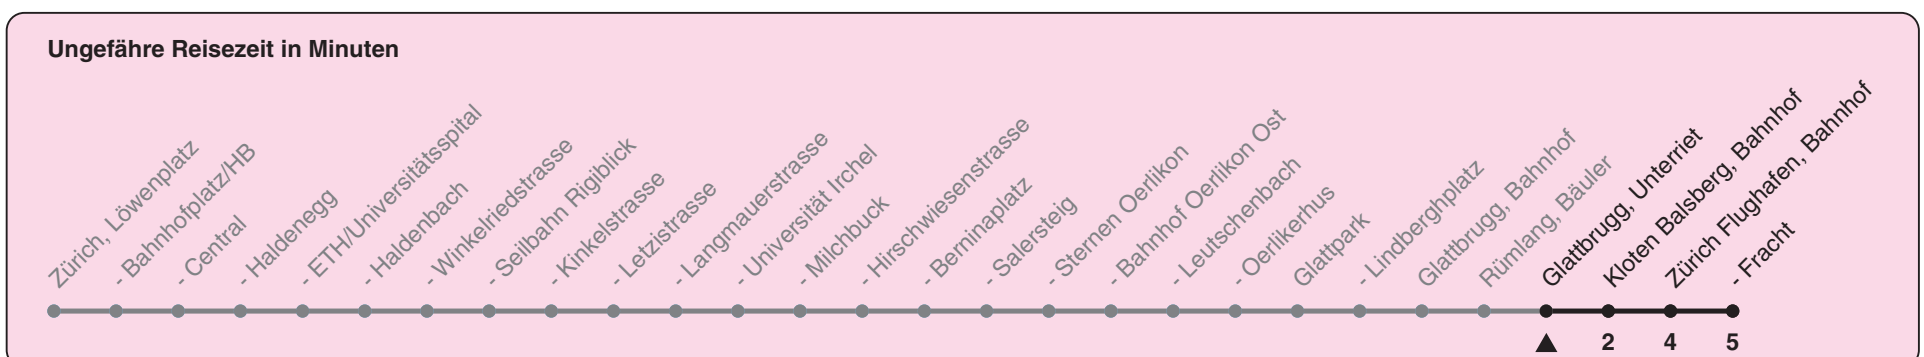 Ungefähre Reisezeit in Minuten
Zürich, Löwenplatz
- Bahnhofplatz/HB
- Central
- Haldenegg
- ETH/Universitätsspital
- Haldenbach
- Winkelriedstrasse
- Seilbahn Rigiblick
- Kinkelstrasse
- Letzistrasse
- Langmauerstrasse
- Universität Irchel
- Milchbuck
- Hirschwiesenstrasse
- Berninaplatz
- Salersteig
- Sternen Oerlikon
- Bahnhof Oerlikon Ost
- Leutschenbach
- Oerlikerhus
Glattpark
- Lindberghplatz
Glattbrugg, Bahnhof
Rümlang, Bäuler
Glattbrugg, Unterriet
Kloten Balsberg, Bahnhof
Zürich Flughafen, Bahnhof
- Fracht
2 4 5